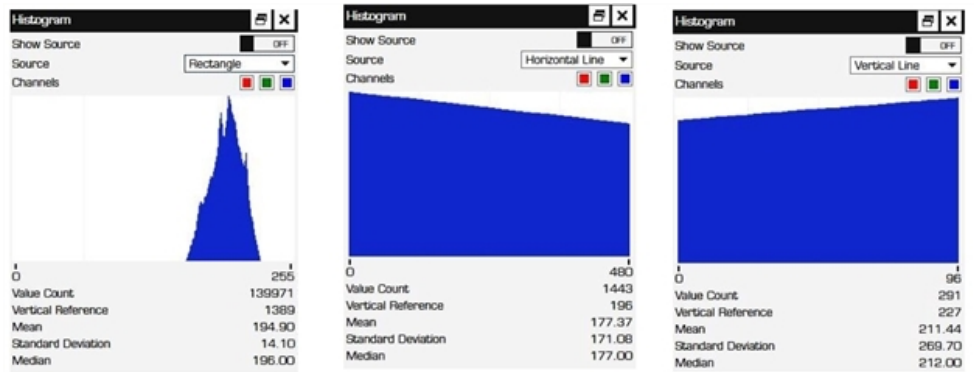 Histogram
Show Source OFF
Source Rectangle
Channels
0 255
Value Count 139971
Vertical Reference 1389
Mean 194.90
Standard Deviation 14.10
Median 196.00
Histogram
Show Source OFF
Source Horizontal Line
Channels
0 480
Value Count 1443
Vertical Reference 196
Mean 177.37
Standard Deviation 171.08
Median 177.00
Histogram
Show Source OFF
Source Vertical Line
Channels
0 96
Value Count 291
Vertical Reference 227
Mean 211.44
Standard Deviation 269.70
Median 212.00